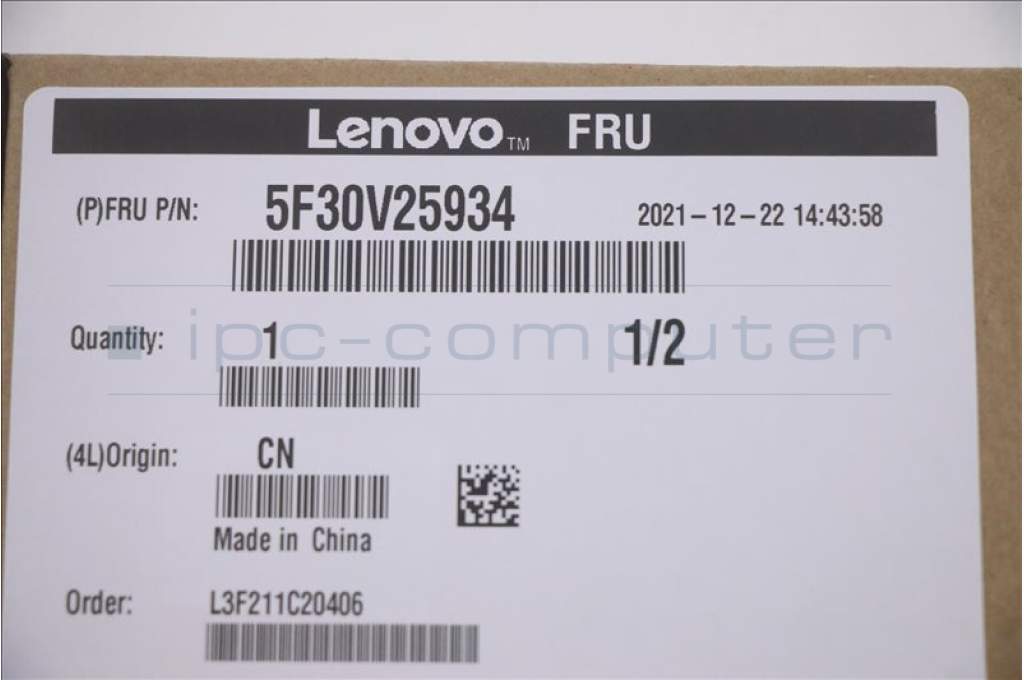 Lenovo™ FRU
(P)FRU P/N: 5F30V25934 2021-12-22 14:43:58
Quantity: 1 1/2
ipc-computer
(4L)Origin: CN
Made in China
Order: L3F211C20406